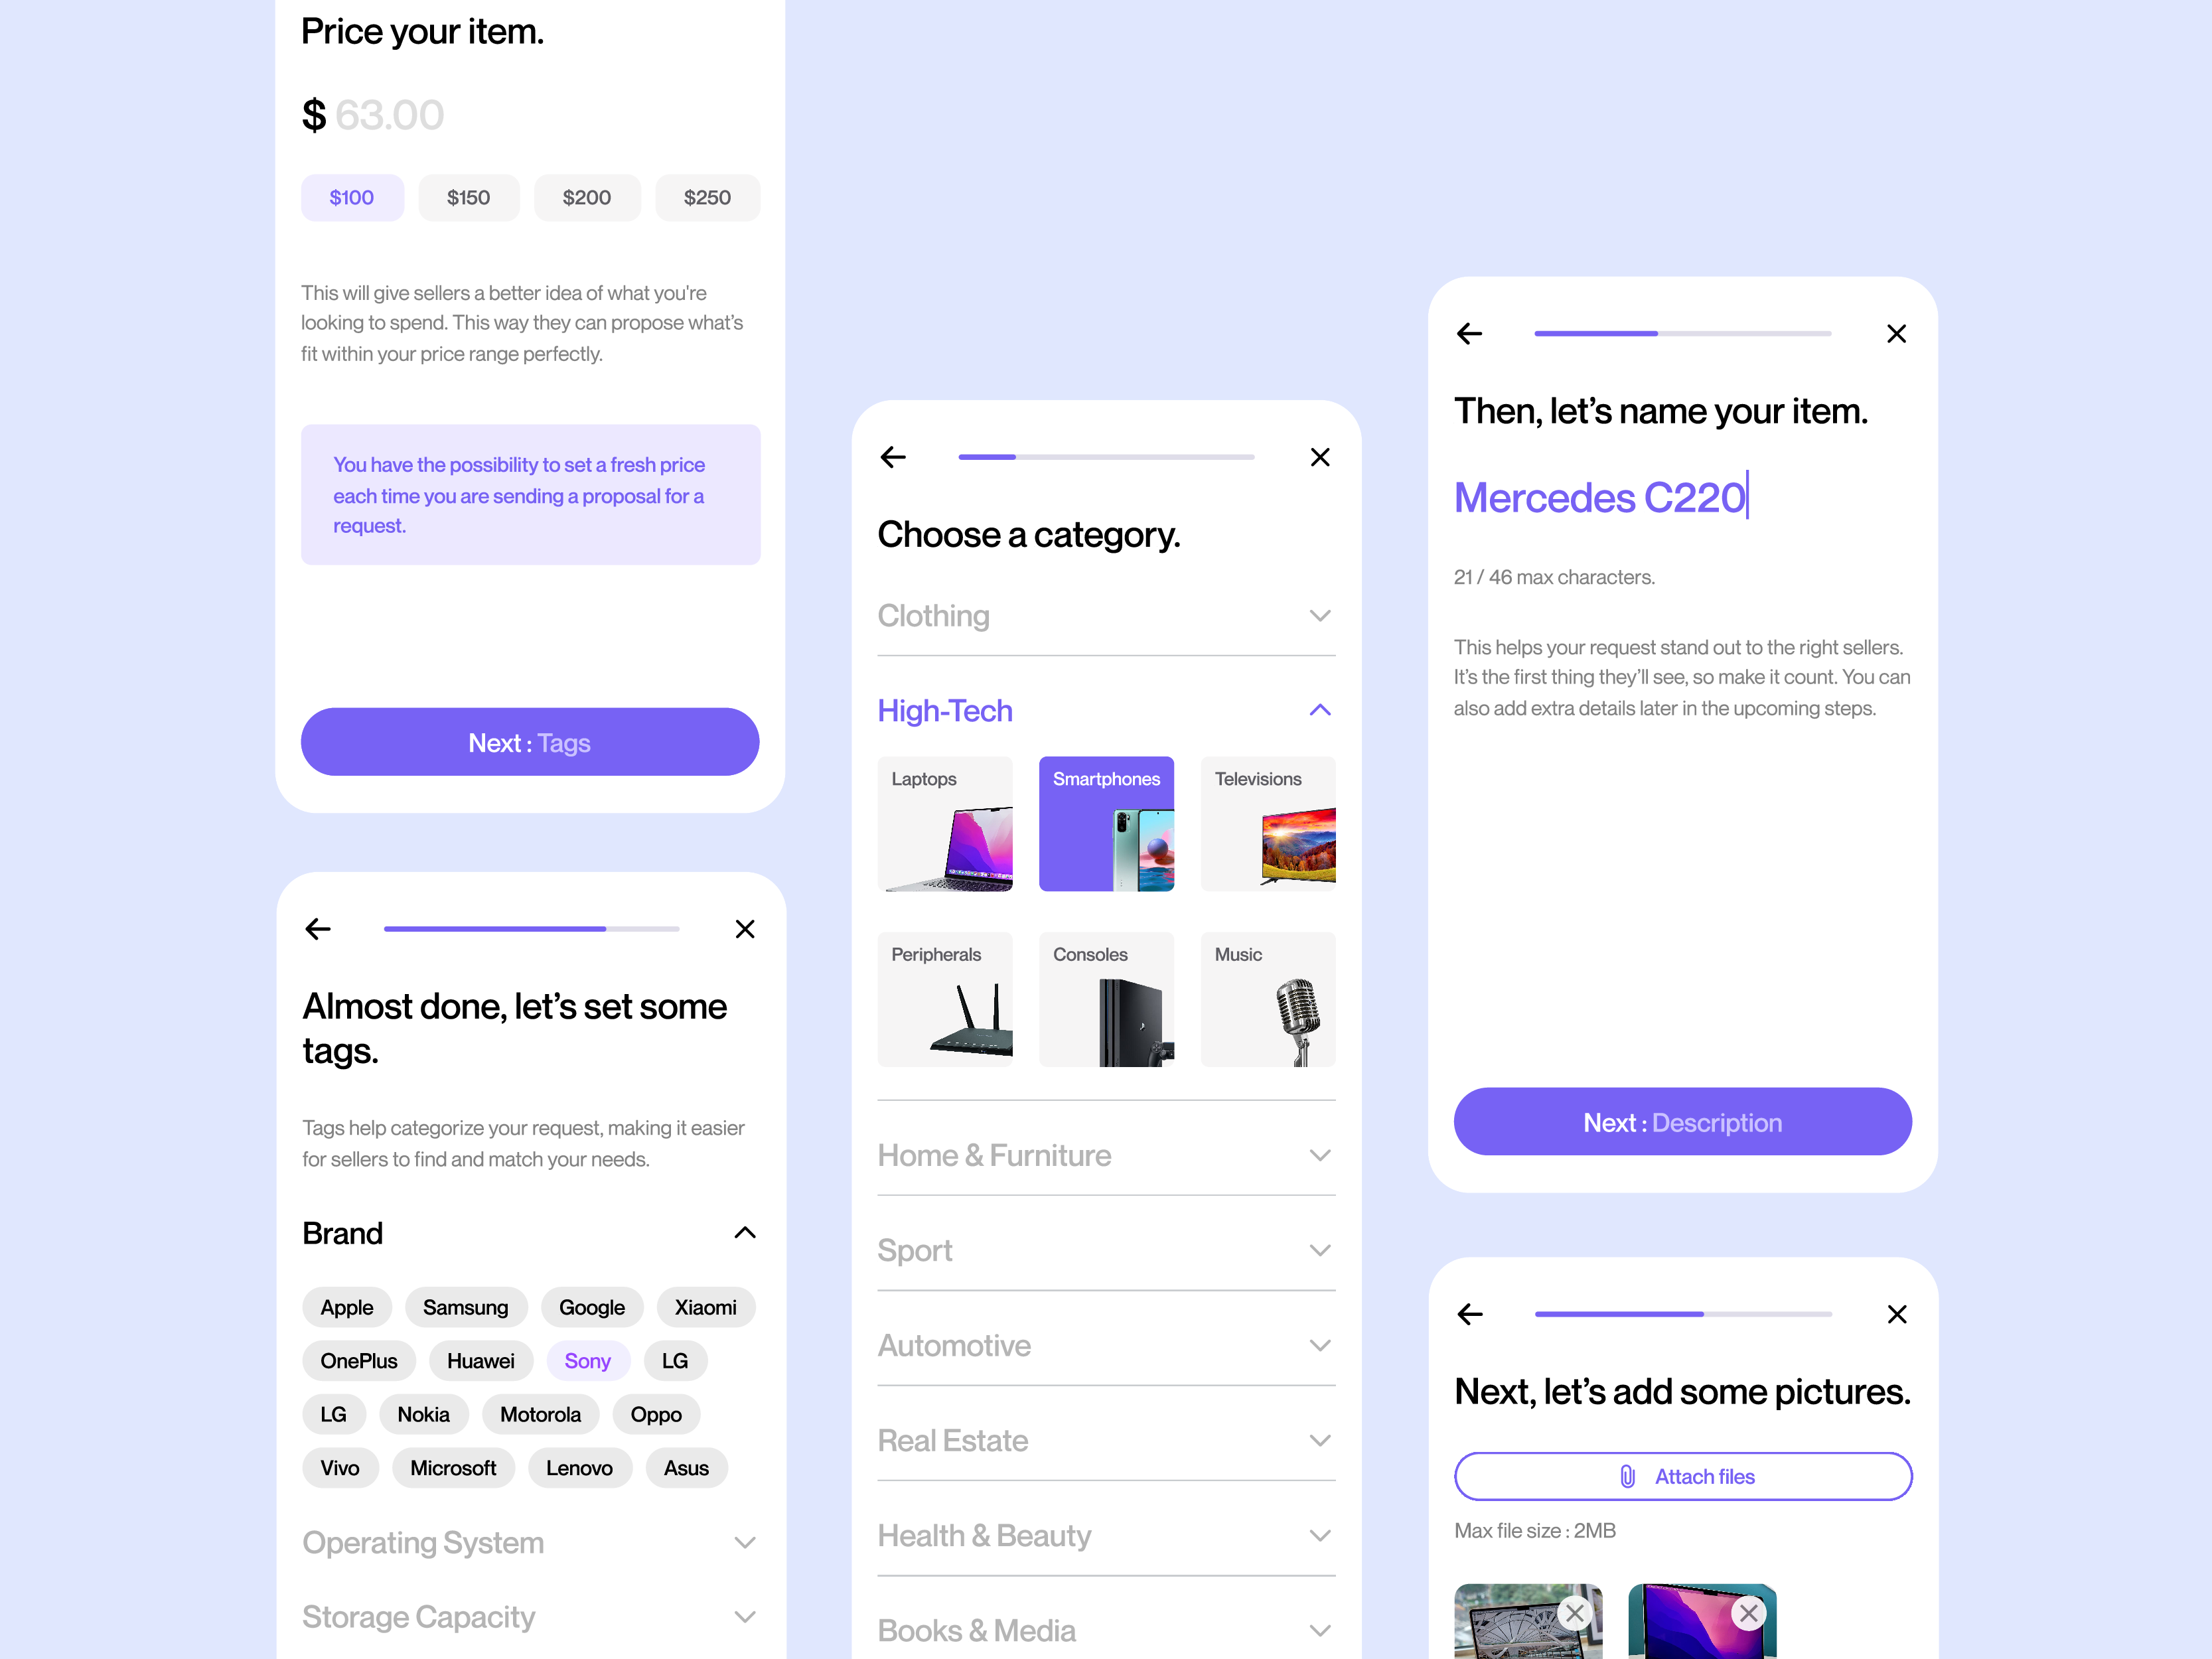 Price your item.
$ 63.00
$100 $150 $200 $250
This will give sellers a better idea of what you're
looking to spend. This way they can propose what’s
fit within your price range perfectly.
You have the possibility to set a fresh price
each time you are sending a proposal for a
request.
Next : Tags
Almost done, let’s set some
tags.
Tags help categorize your request, making it easier
for sellers to find and match your needs.
Brand
Apple Samsung Google Xiaomi
OnePlus Huawei Sony LG
LG Nokia Motorola Oppo
Vivo Microsoft Lenovo Asus
Operating System
Storage Capacity
Choose a category.
Clothing
High-Tech
Laptops Smartphones Televisions
Peripherals Consoles Music
Home & Furniture
Sport
Automotive
Real Estate
Health & Beauty
Books & Media
Then, let’s name your item.
Mercedes C220
21 / 46 max characters.
This helps your request stand out to the right sellers.
It’s the first thing they’ll see, so make it count. You can
also add extra details later in the upcoming steps.
Next : Description
Next, let’s add some pictures.
Attach files
Max file size : 2MB